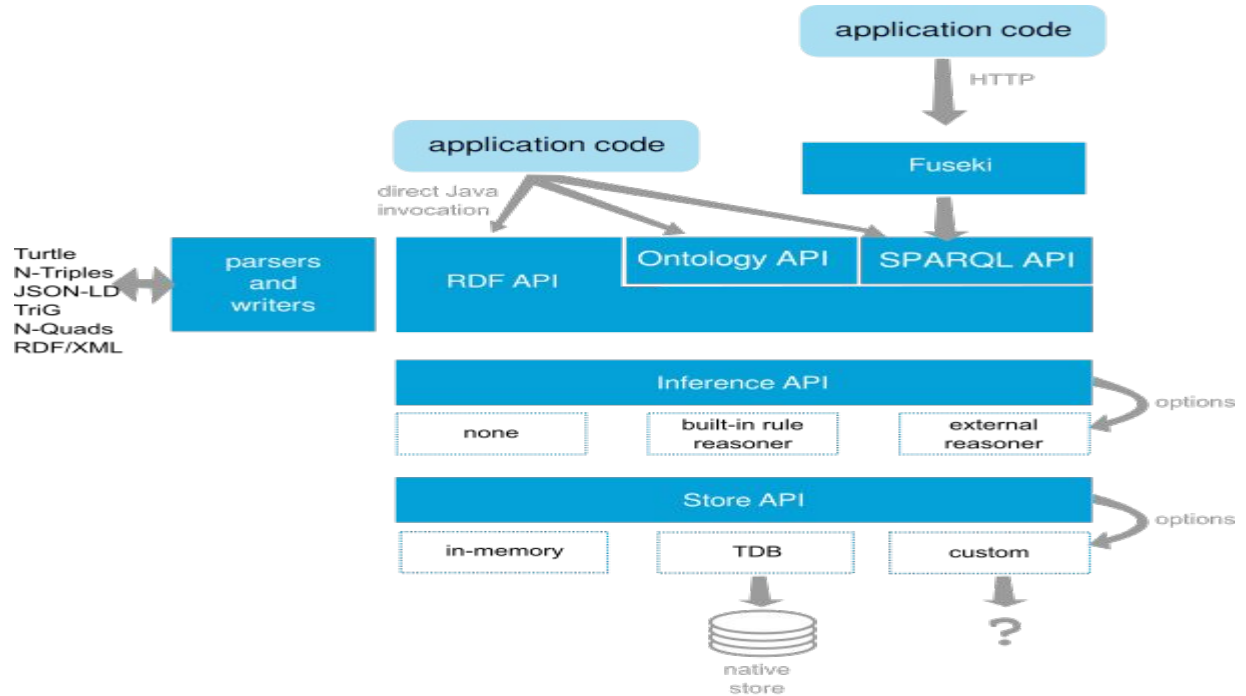 application code
HTTP
application code
Fuseki
direct Java
invocation
Turtle
N-Triples
JSON-LD
TriG
N-Quads
RDF/XML
parsers
and
writers
RDF API
Ontology API
SPARQL API
Inference API
options
none
built-in rule
reasoner
external
reasoner
Store API
options
in-memory
TDB
custom
?
native
store